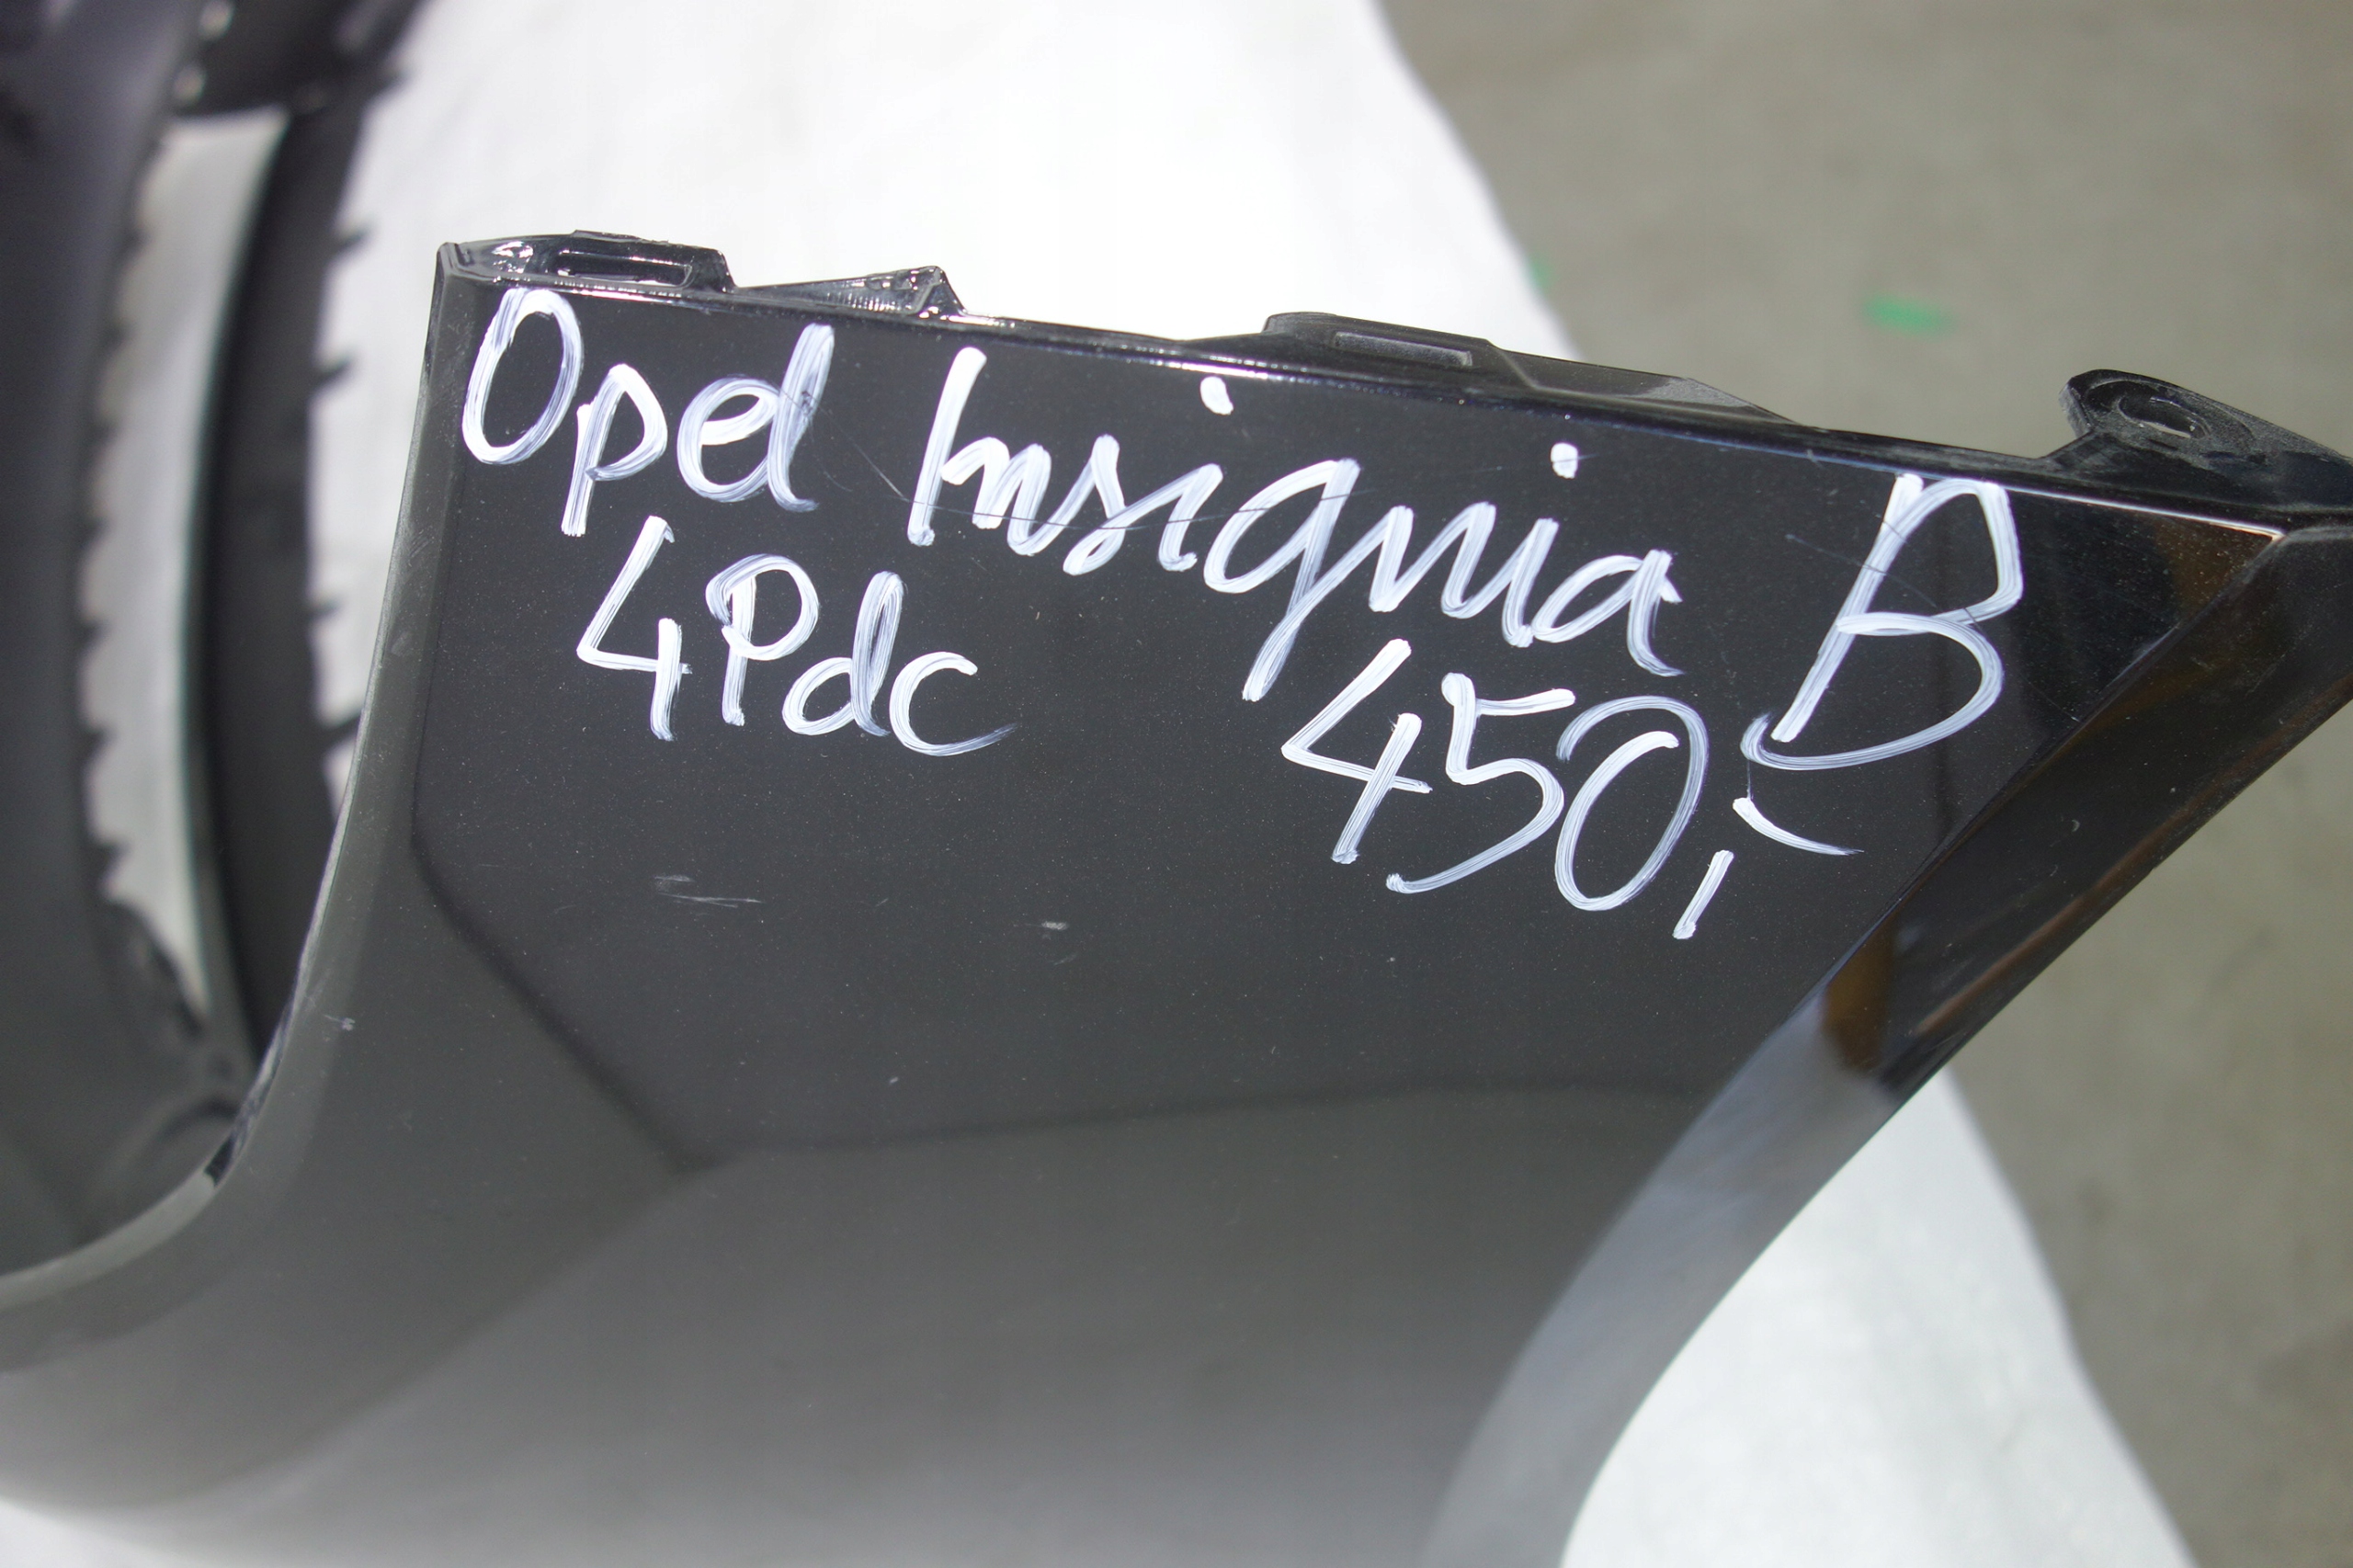 Opel Insignia B
4Pdc 450,-